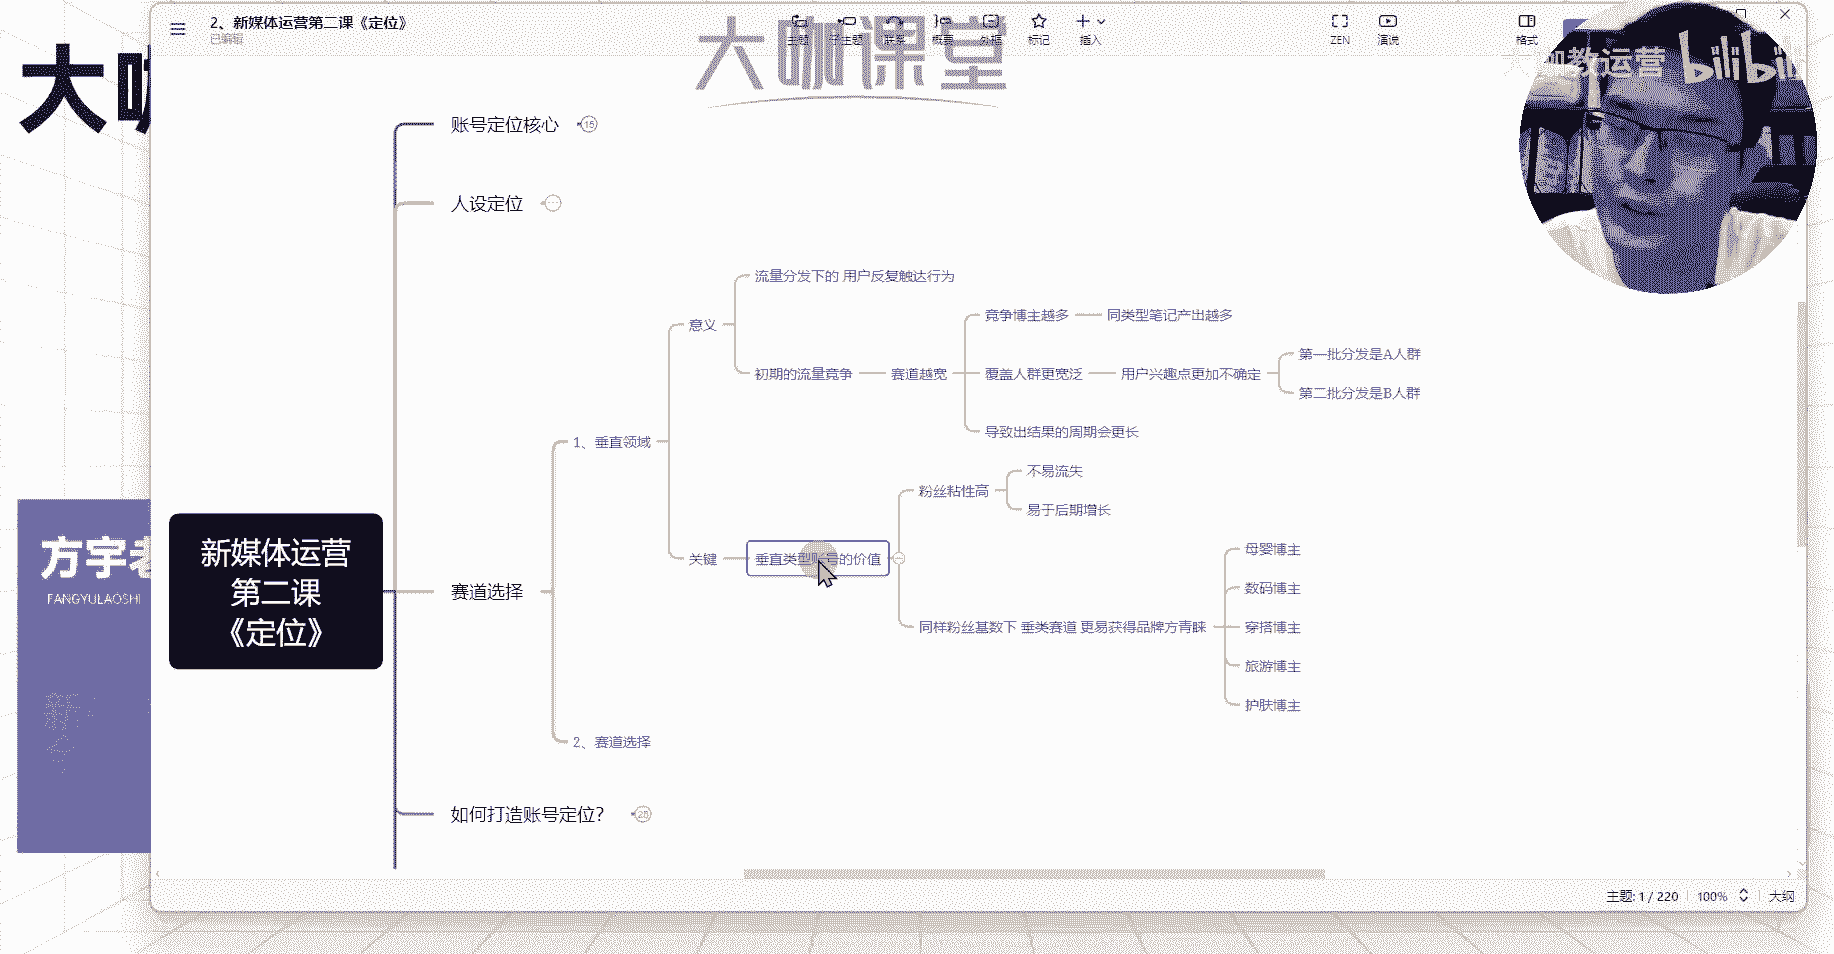 2、新媒体运营第二课《定位》
已编辑
主题
子主题
联系
概要
外框
标记
插入
ZEN
演说
格式
大咖课堂
大咖教运营
bilibili
大咖
账号定位核心
15
人设定位
流量分发下的 用户反复触达行为
意义
竞争博主越多
同类型笔记产出越多
初期的流量竞争
赛道越宽
覆盖人群更宽泛
用户兴趣点更加不确定
第一批分发是A人群
第二批分发是B人群
导致出结果的周期会更长
1、垂直领域
粉丝粘性高
不易流失
易于后期增长
关键
垂直类型账号的价值
母婴博主
数码博主
同样粉丝基数下 垂类赛道 更易获得品牌方青睐
穿搭博主
旅游博主
护肤博主
新媒体运营
第二课
《定位》
赛道选择
2、赛道选择
如何打造账号定位?
28
方宇老
FANGYULAOSHI
主题: 1 / 220
100%
大纲